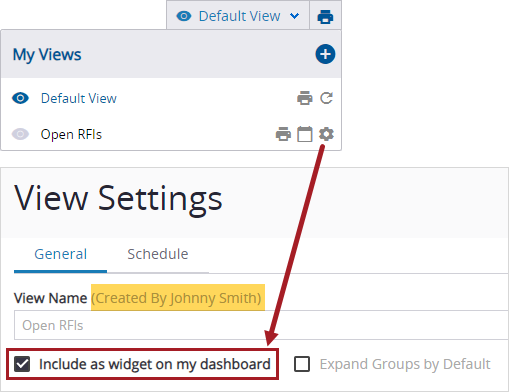 Default View
My Views
Default View
Open RFIs
View Settings
General Schedule
View Name (Created By Johnny Smith)
Open RFIs
Include as widget on my dashboard Expand Groups by Default